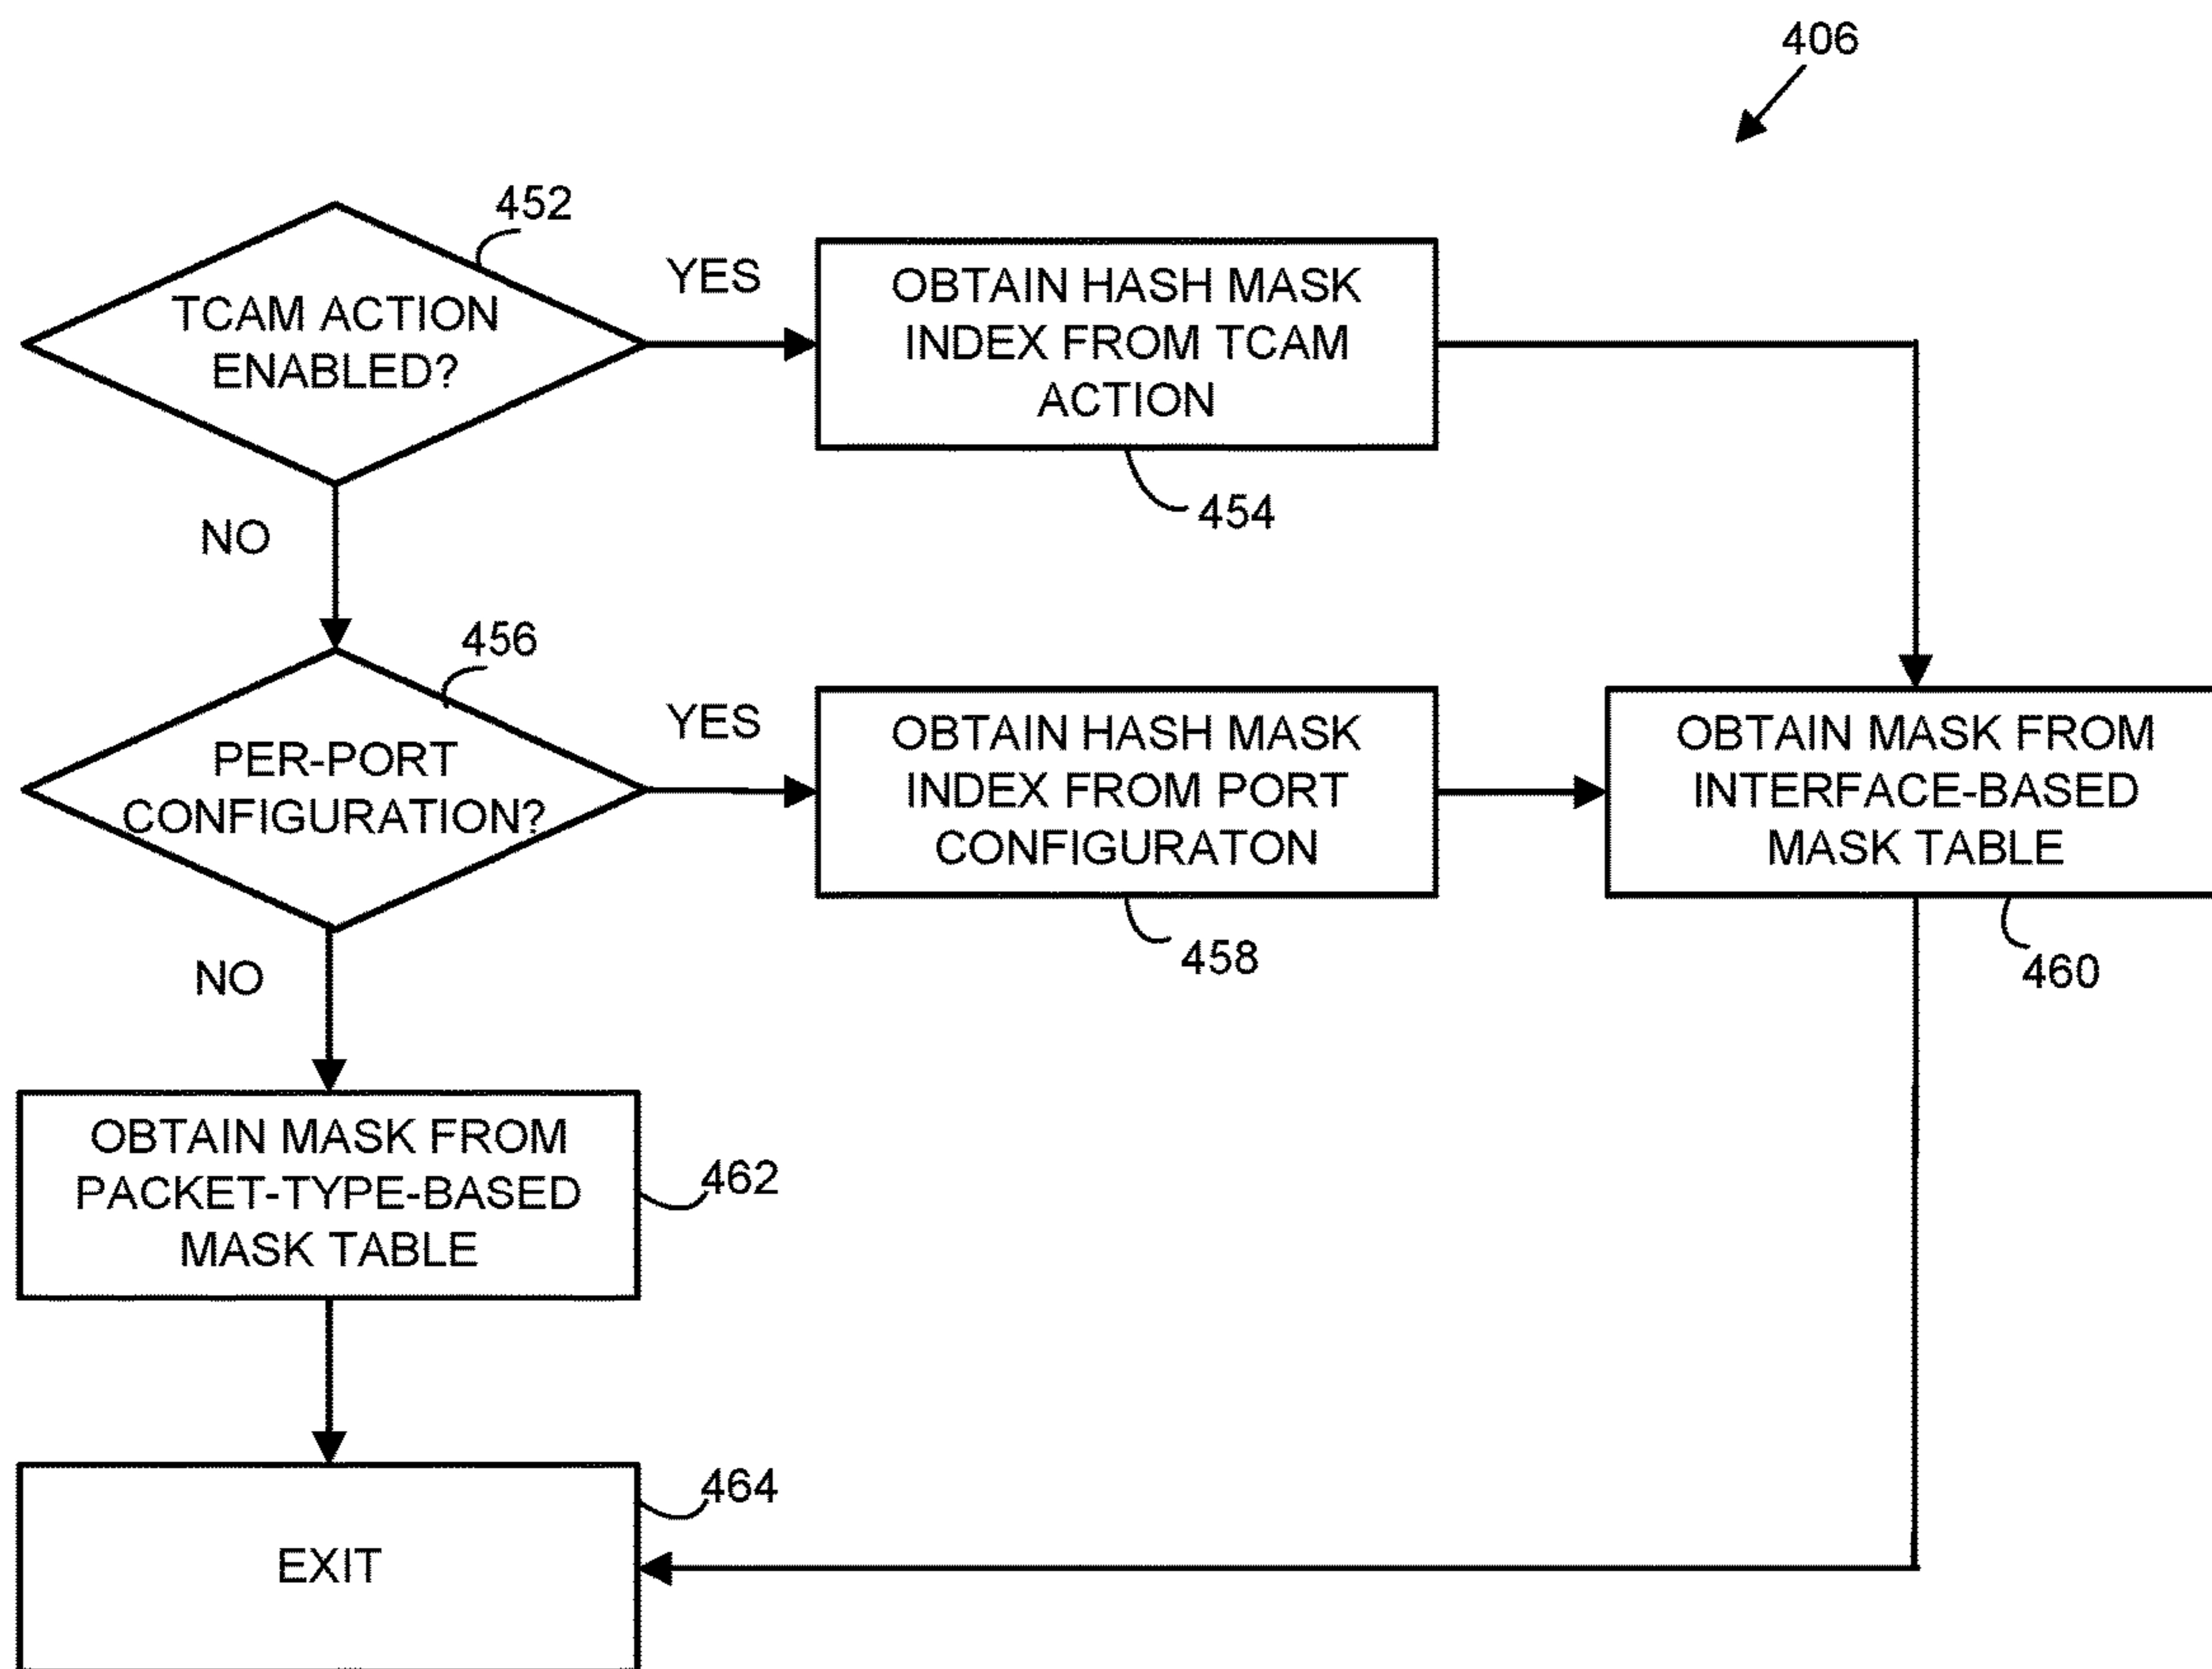 406
452
TCAM ACTION
ENABLED?
YES
OBTAIN HASH MASK
INDEX FROM TCAM
ACTION
454
NO
456
PER-PORT
CONFIGURATION?
YES
OBTAIN HASH MASK
INDEX FROM PORT
CONFIGURATON
458
OBTAIN MASK FROM
INTERFACE-BASED
MASK TABLE
460
NO
OBTAIN MASK FROM
PACKET-TYPE-BASED
MASK TABLE
462
464
EXIT